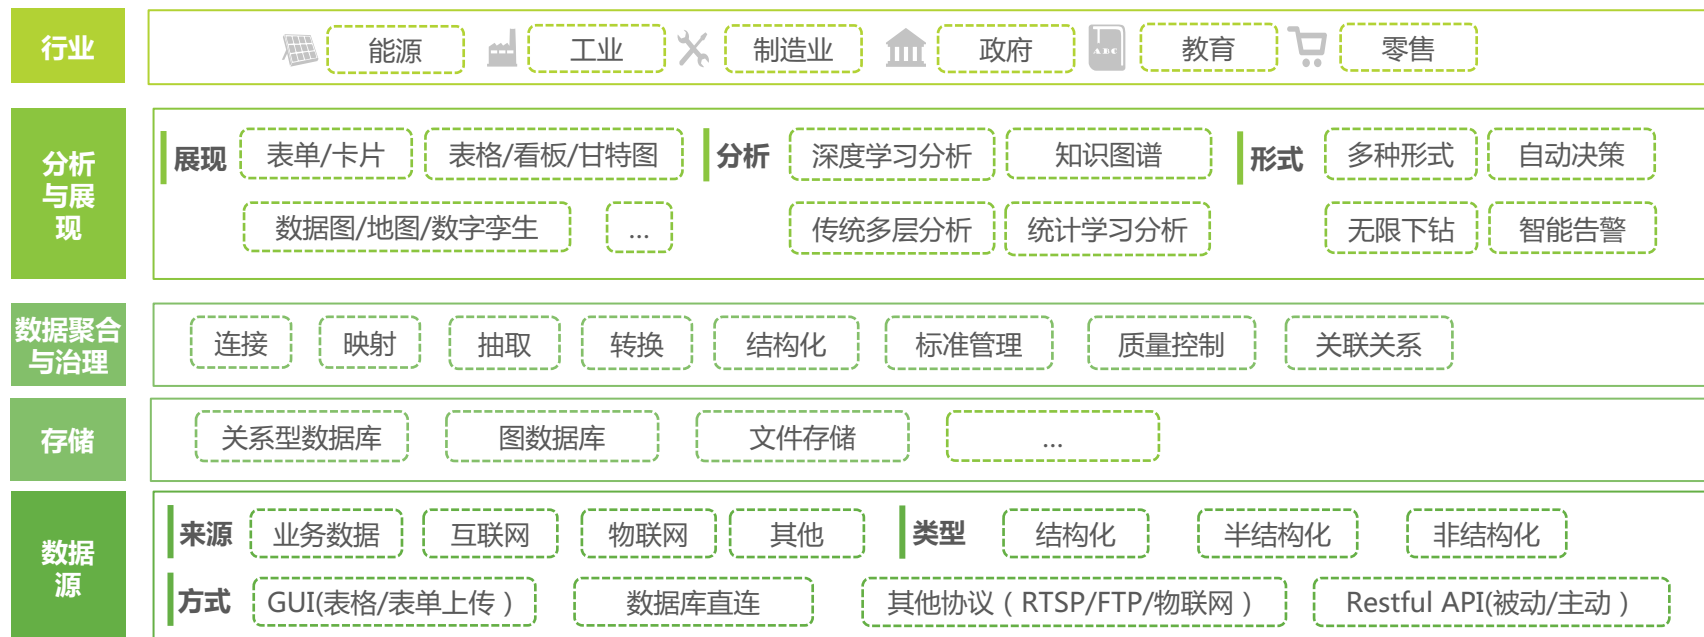 行业
能源 工业 制造业 政府 ABC 教育 零售
分析
与展
现
展现 表单/卡片 表格/看板/甘特图 分析 深度学习分析 知识图谱 形式 多种形式 自动决策
数据图/地图/数字孪生 ... 传统多层分析 统计学习分析 无限下钻 智能告警
数据聚合
与治理
连接 映射 抽取 转换 结构化 标准管理 质量控制 关联关系
存储
关系型数据库 图数据库 文件存储 ...
数据
源
来源 业务数据 互联网 物联网 其他 类型 结构化 半结构化 非结构化
方式 GUI(表格/表单上传） 数据库直连 其他协议（RTSP/FTP/物联网） Restful API(被动/主动）